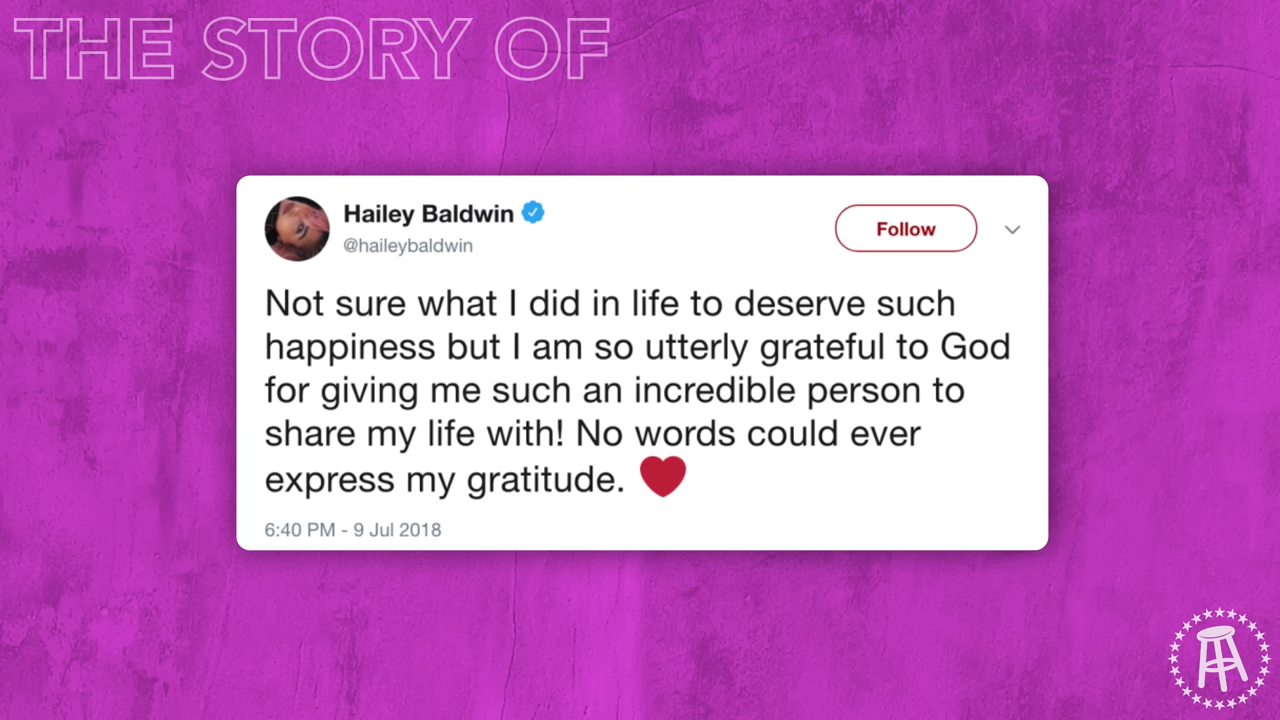 THE STORY OF
Hailey Baldwin
@haileybaldwin
Follow
Not sure what I did in life to deserve such
happiness but I am so utterly grateful to God
for giving me such an incredible person to
share my life with! No words could ever
express my gratitude. ❤
6:40 PM - 9 Jul 2018